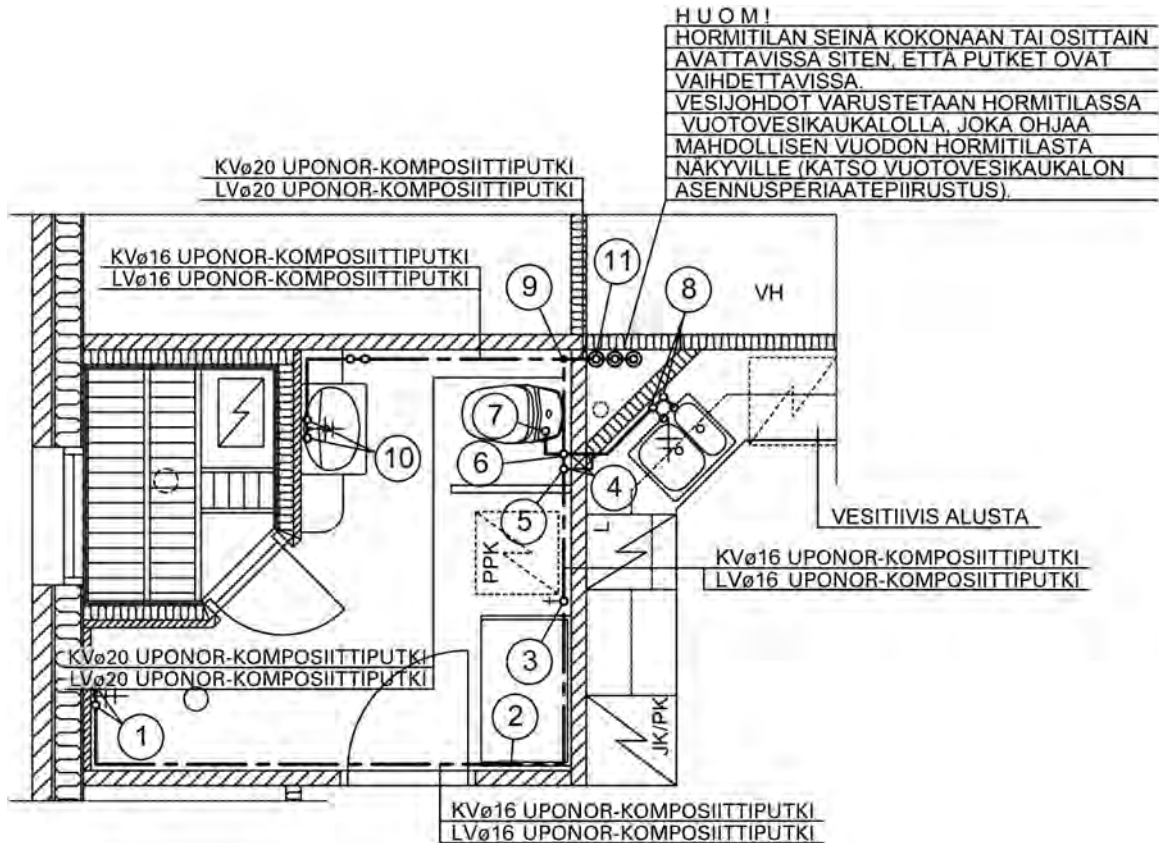 H U O M !
HORMITILAN SEINÄ KOKONAAN TAI OSITTAIN
AVATTAVISSA SITEN, ETTÄ PUTKET OVAT
VAIHDETTAVISSA.
VESIJOHDOT VARUSTETAAN HORMITILASSA
VUOTOVESIKAUKALOLLA, JOKA OHJAA
MAHDOLLISEN VUODON HORMITILASTA
NÄKYVILLE (KATSO VUOTOVESIKAUKALON
ASENNUSPERIAATEPIIRUSTUS).
KVø20 UPONOR-KOMPOSIITTIPUTKI
LVø20 UPONOR-KOMPOSIITTIPUTKI
KVø16 UPONOR-KOMPOSIITTIPUTKI
LVø16 UPONOR-KOMPOSIITTIPUTKI
9
11
8
VH
7
10
6
4
5
L
PPK
VESITIIVIS ALUSTA
KVø16 UPONOR-KOMPOSIITTIPUTKI
LVø16 UPONOR-KOMPOSIITTIPUTKI
3
KVø20 UPONOR-KOMPOSIITTIPUTKI
LVø20 UPONOR-KOMPOSIITTIPUTKI
1
2
JK/PK
KVø16 UPONOR-KOMPOSIITTIPUTKI
LVø16 UPONOR-KOMPOSIITTIPUTKI